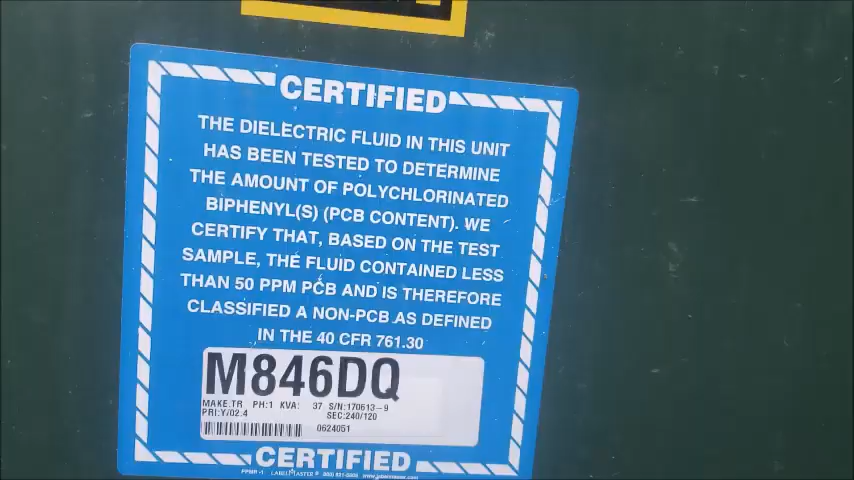 CERTIFIED
THE DIELECTRIC FLUID IN THIS UNIT
HAS BEEN TESTED TO DETERMINE
THE AMOUNT OF POLYCHLORINATED
BIPHENYL(S) (PCB CONTENT). WE
CERTIFY THAT, BASED ON THE TEST
SAMPLE, THE FLUID CONTAINED LESS
THAN 50 PPM PCB AND IS THEREFORE
CLASSIFIED A NON-PCB AS DEFINED
IN THE 40 CFR 761.30
M846DQ
MAKE:TR PH:1 KVA: 37 S/N:170613-9
PRI:Y/02.4 SEC:240/120
0624051
CERTIFIED
LABELMASTER